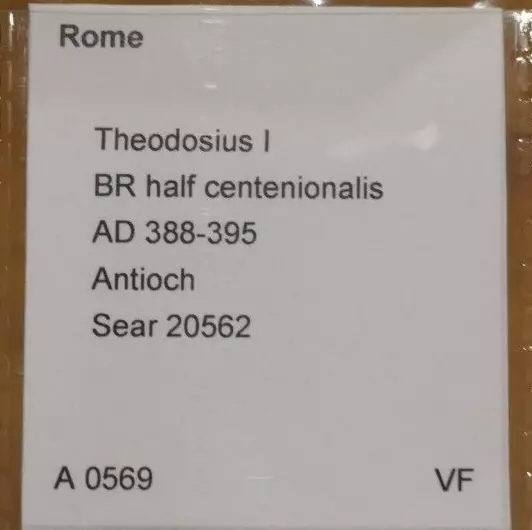 Rome
Theodosius I
BR half centenionalis
AD 388-395
Antioch
Sear 20562
A 0569 VF